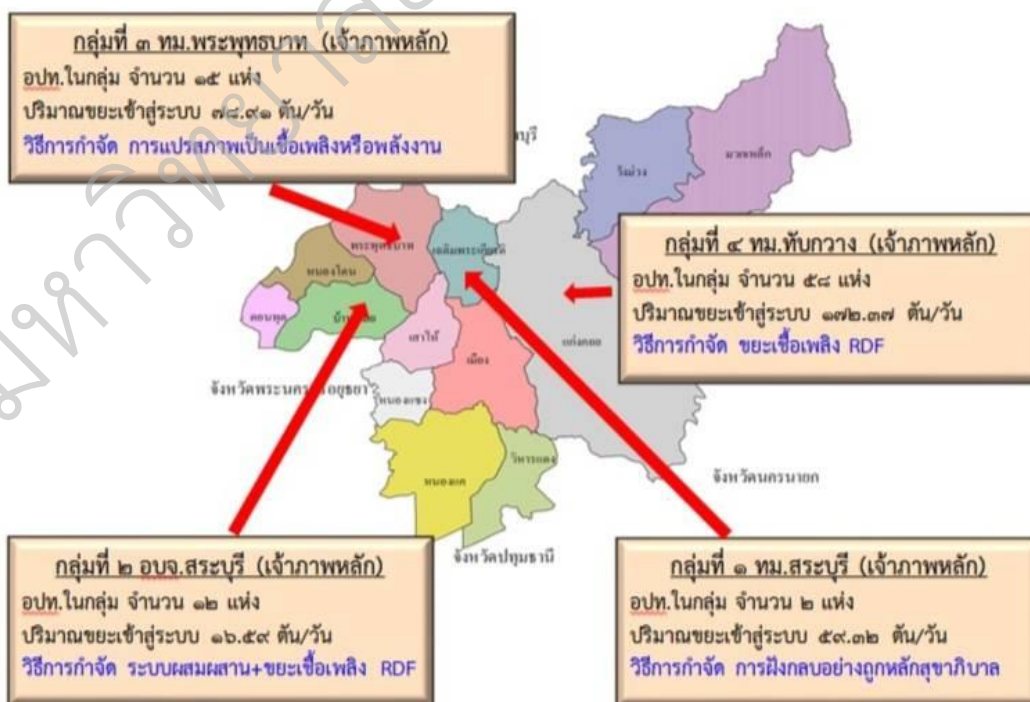 กลุ่มที่ ๓ ทม.พระพุทธบาท (เจ้าภาพหลัก)
อปท.ในกลุ่ม จำนวน ๑๕ แห่ง
ปริมาณขยะเข้าสู่ระบบ ๗๘.๙๑ ตัน/วัน
วิธีการกำจัด การแปรสภาพเป็นเชื้อเพลิงหรือพลังงาน
บุรี
วังม่วง
มวกเหล็ก
พระพุทธบาท
เฉลิมพระเกียรติ
หนองโดน
ดอนพุด
เสาไห้
เมือง
แก่งคอย
กลุ่มที่ ๔ ทม.ทับกวาง (เจ้าภาพหลัก)
อปท.ในกลุ่ม จำนวน ๕๘ แห่ง
ปริมาณขยะเข้าสู่ระบบ ๑๗๒.๓๗ ตัน/วัน
วิธีการกำจัด ขยะเชื้อเพลิง RDF
หนองแซง
หนองแค
วิหารแดง
จังหวัดนครนายก
จังหวัดปทุมธานี
กลุ่มที่ ๒ อบจ.สระบุรี (เจ้าภาพหลัก)
อปท.ในกลุ่ม จำนวน ๑๒ แห่ง
ปริมาณขยะเข้าสู่ระบบ ๑๖.๕๙ ตัน/วัน
วิธีการกำจัด ระบบผสมผสาน+ขยะเชื้อเพลิง RDF
กลุ่มที่ ๑ ทม.สระบุรี (เจ้าภาพหลัก)
อปท.ในกลุ่ม จำนวน ๒ แห่ง
ปริมาณขยะเข้าสู่ระบบ ๕๙.๓๒ ตัน/วัน
วิธีการกำจัด การฝังกลบอย่างถูกหลักสุขาภิบาล